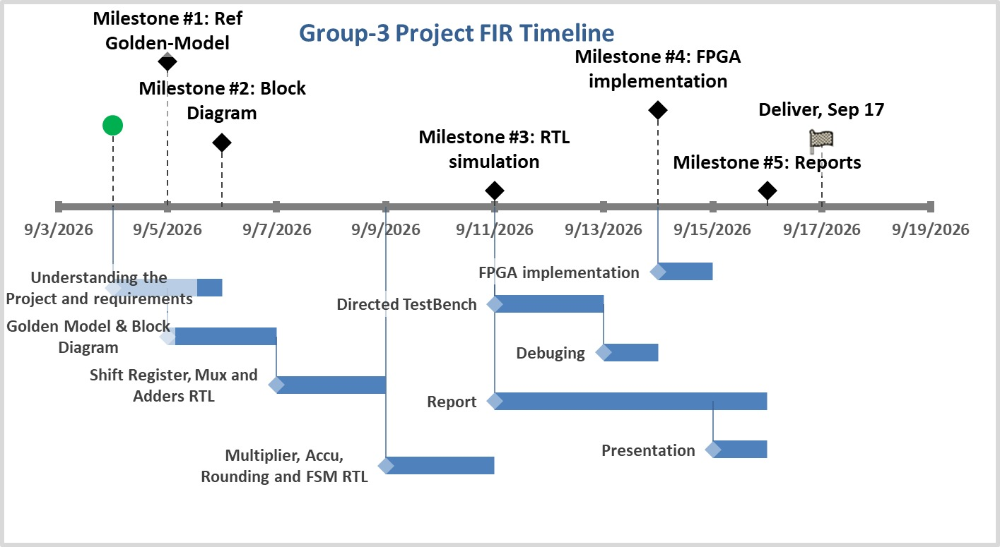 Group-3 Project FIR Timeline
Milestone #1: Ref
Golden-Model
Milestone #2: Block
Diagram
Milestone #3: RTL
simulation
Milestone #4: FPGA
implementation
Deliver, Sep 17
Milestone #5: Reports
9/3/2026
9/5/2026
9/7/2026
9/9/2026
9/11/2026
9/13/2026
9/15/2026
9/17/2026
9/19/2026
Understanding the
Project and requirements
Golden Model & Block
Diagram
Shift Register, Mux and
Adders RTL
Multiplier, Accu,
Rounding and FSM RTL
FPGA implementation
Directed TestBench
Debuging
Report
Presentation